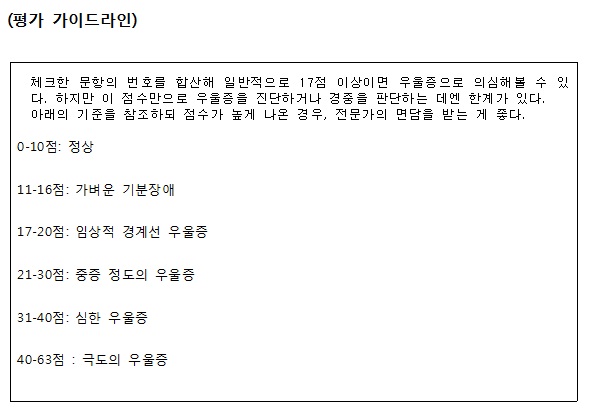 (평가 가이드라인)
체크한 문항의 번호를 합산해 일반적으로 17점 이상이면 우울증으로 의심해볼 수 있
다. 하지만 이 점수만으로 우울증을 진단하거나 경중을 판단하는 데엔 한계가 있다.
아래의 기준을 참조하되 점수가 높게 나온 경우, 전문가의 면담을 받는 게 좋다.
0-10점: 정상
11-16점: 가벼운 기분장애
17-20점: 임상적 경계선 우울증
21-30점: 중증 정도의 우울증
31-40점: 심한 우울증
40-63점 : 극도의 우울증